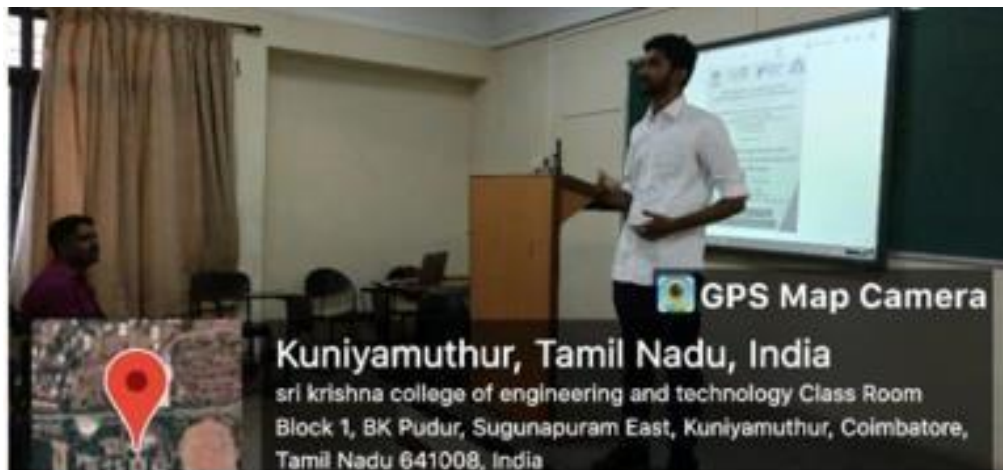 GPS Map Camera
Kuniyamuthur, Tamil Nadu, India
sri krishna college of engineering and technology Class Room
Block 1, BK Pudur, Sugunapuram East, Kuniyamuthur, Coimbatore,
Tamil Nadu 641008, India